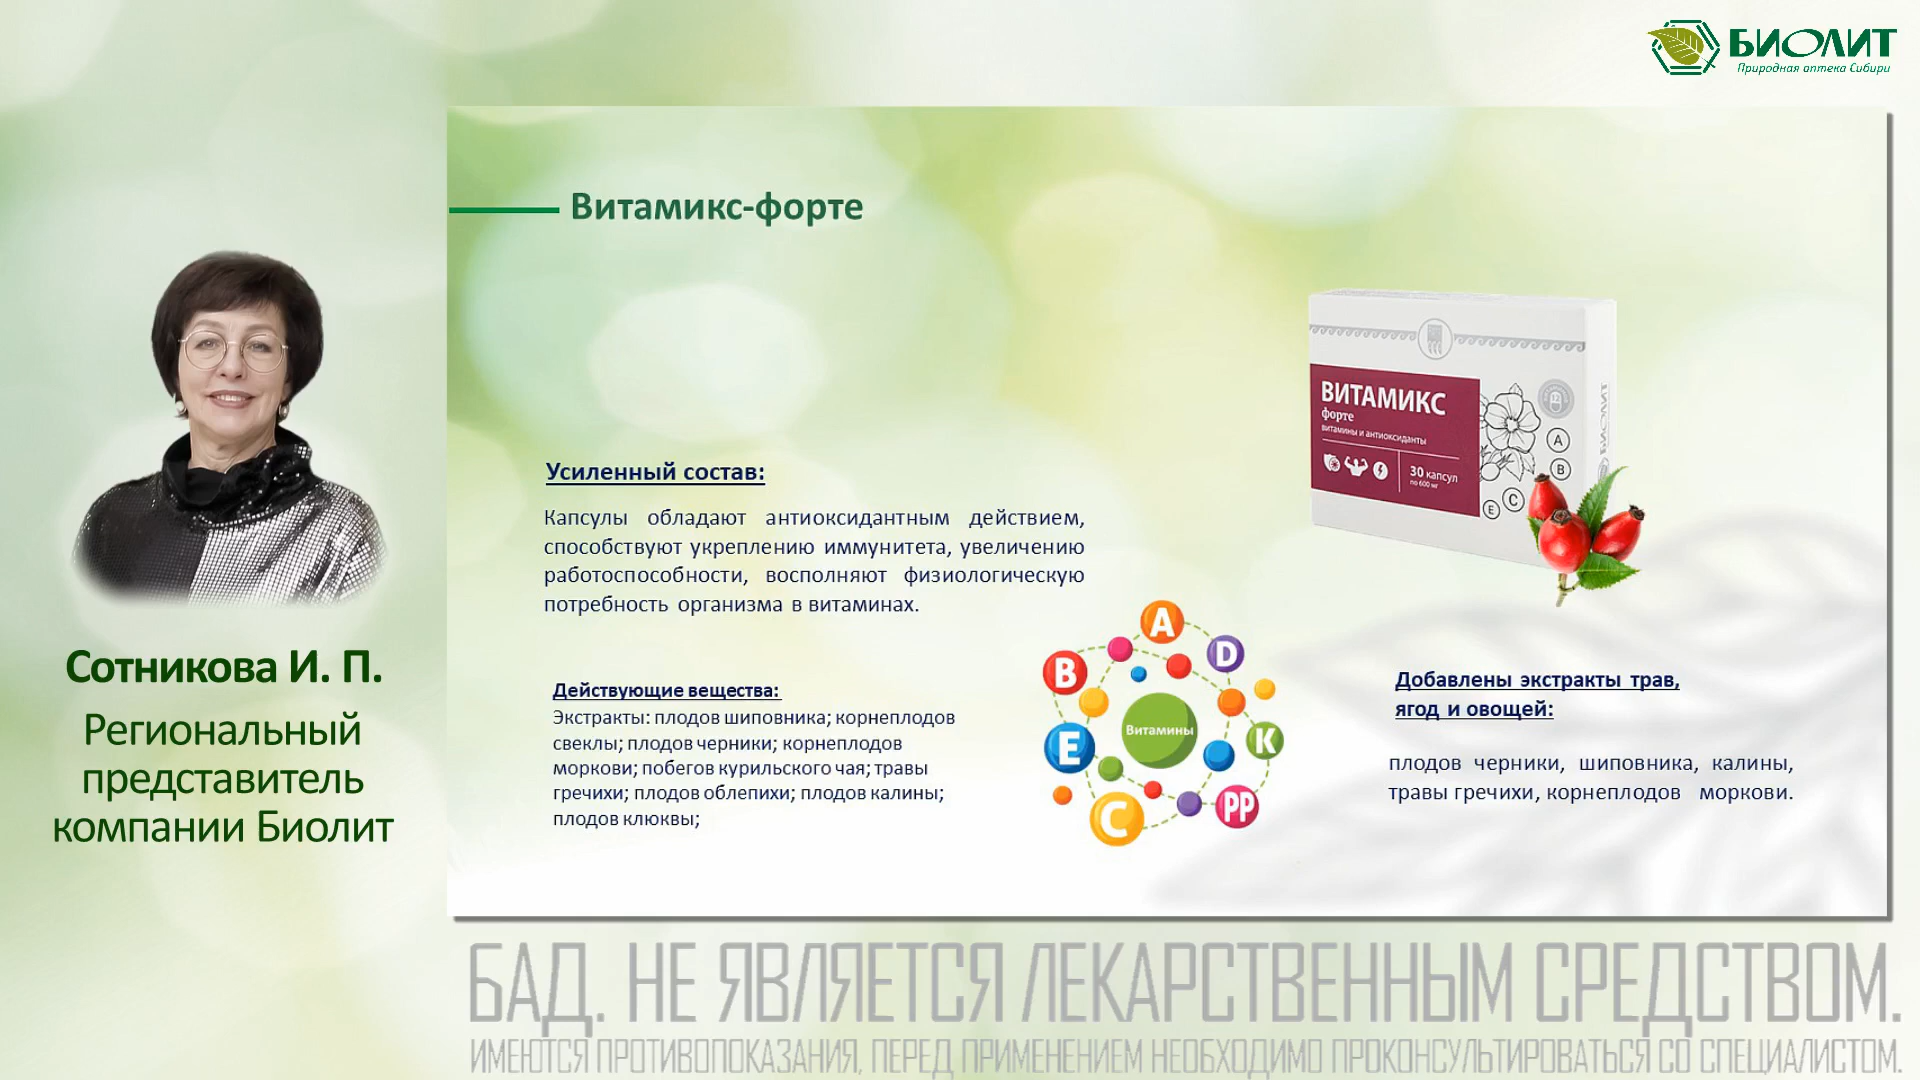 БИОЛИТ
Природная аптека Сибири
Витамикс-форте
ВИТАМИКС
форте
витамины и антиоксиданты
30 капсул
по 600 мг
A
B
C
E
БИОЛИТ
Усиленный состав:
Капсулы обладают антиоксидантным действием,
способствуют укреплению иммунитета, увеличению
работоспособности, восполняют физиологическую
потребность организма в витаминах.
Действующие вещества:
Экстракты: плодов шиповника; корнеплодов
свеклы; плодов черники; корнеплодов
моркови; побегов курильского чая; травы
гречихи; плодов облепихи; плодов калины;
плодов клюквы;
A
D
B
Витамины
K
E
PP
C
Добавлены экстракты трав,
ягод и овощей:
плодов черники, шиповника, калины,
травы гречихи, корнеплодов моркови.
Сотникова И. П.
Региональный
представитель
компании Биолит
БАД. НЕ ЯВЛЯЕТСЯ ЛЕКАРСТВЕННЫМ СРЕДСТВОМ.
ИМЕЮТСЯ ПРОТИВОПОКАЗАНИЯ, ПЕРЕД ПРИМЕНЕНИЕМ НЕОБХОДИМО ПРОКОНСУЛЬТИРОВАТЬСЯ СО СПЕЦИАЛИСТОМ.